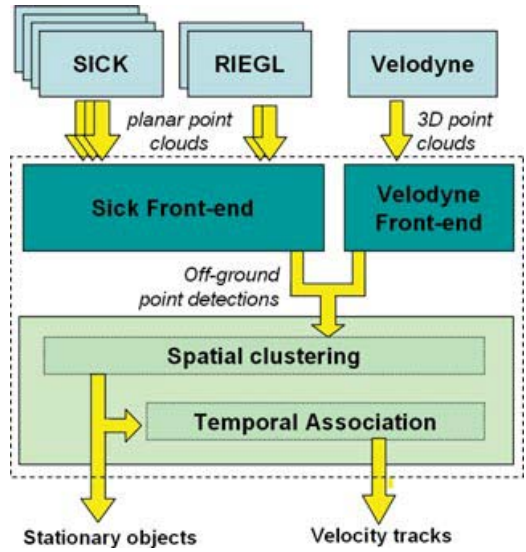 SICK
RIEGL
Velodyne
planar point
clouds
3D point
clouds
Sick Front-end
Velodyne
Front-end
Off-ground
point detections
Spatial clustering
Temporal Association
Stationary objects
Velocity tracks